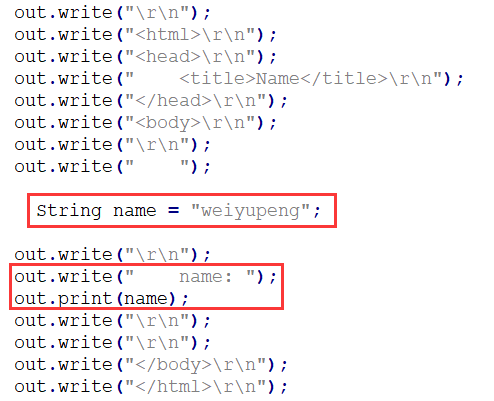 out.write("\r\n");
out.write("<html>\r\n");
out.write("<head>\r\n");
out.write("    <title>Name</title>\r\n");
out.write("</head>\r\n");
out.write("<body>\r\n");
out.write("\r\n");
out.write("    ");
String name = "weiyupeng";
out.write("\r\n");
out.write("    name: ");
out.print(name);
out.write("\r\n");
out.write("\r\n");
out.write("</body>\r\n");
out.write("</html>\r\n");